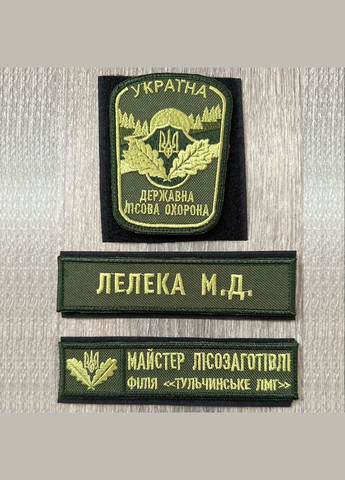 УКРАЇНА
ДЕРЖАВНА
ЛІСОВА ОХОРОНА
ЛЕЛЕКА М.Д.
МАЙСТЕР ЛІСОЗАГОТІВЛІ
ФІЛІЯ «ТУЛЬЧИНСЬКЕ ЛМГ»